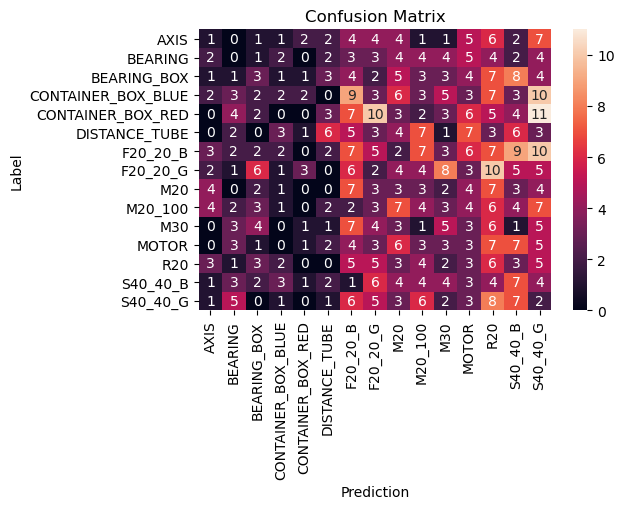 Confusion Matrix
Label
AXIS 1 0 1 1 2 2 4 4 4 1 1 5 6 2 7
BEARING 2 0 1 2 0 2 3 3 4 4 4 5 4 2 4
BEARING_BOX 1 1 3 1 1 3 4 2 5 3 3 4 7 8 4
CONTAINER_BOX_BLUE 2 3 2 2 2 0 9 3 6 3 5 3 7 3 10
CONTAINER_BOX_RED 0 4 2 0 0 3 7 10 3 2 3 6 5 4 11
DISTANCE_TUBE 0 2 0 3 1 6 5 3 4 7 1 7 3 6 3
F20_20_B 3 2 2 2 0 2 7 5 2 7 3 6 7 9 10
F20_20_G 2 1 6 1 3 0 6 2 4 4 8 3 10 5 5
M20 4 0 2 1 0 0 7 3 3 3 2 4 7 3 4
M20_100 4 2 3 1 0 2 2 3 7 4 3 4 6 4 7
M30 0 3 4 0 1 1 7 4 3 1 5 3 6 1 5
MOTOR 0 3 1 0 1 2 4 3 6 3 3 3 7 7 5
R20 3 1 3 2 0 0 5 5 3 4 2 3 6 3 5
S40_40_B 1 3 2 3 1 2 1 6 4 4 4 3 4 7 4
S40_40_G 1 5 0 1 0 1 6 5 3 6 2 3 8 7 2
AXIS
BEARING
BEARING_BOX
CONTAINER_BOX_BLUE
CONTAINER_BOX_RED
DISTANCE_TUBE
F20_20_B
F20_20_G
M20
M20_100
M30
MOTOR
R20
S40_40_B
S40_40_G
Prediction
10
8
6
4
2
0